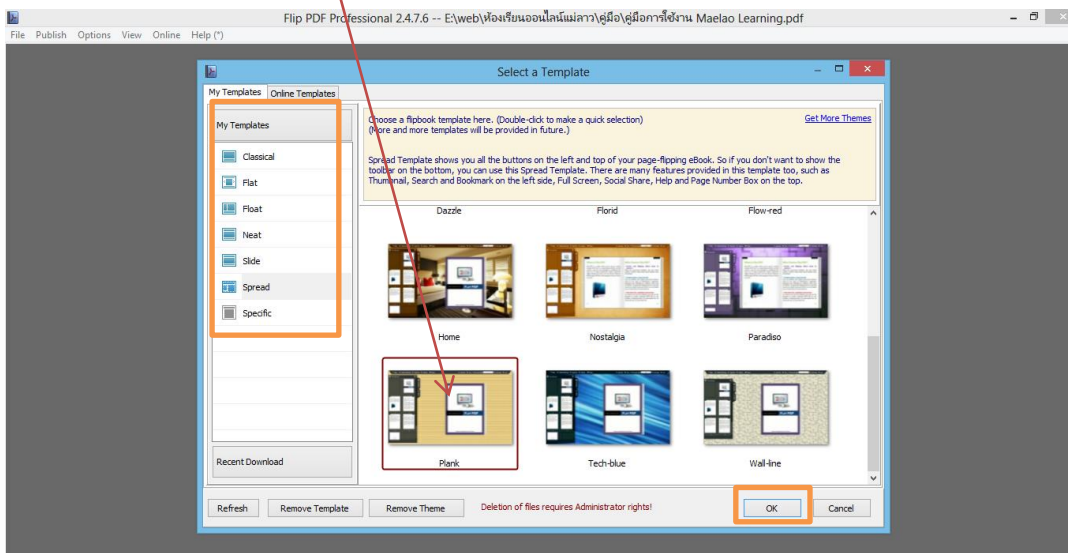 Flip PDF Professional 2.4.7.6 -- E:\web\ห้องเรียนออนไลน์แม่ลาว\คู่มือ\คู่มือการใช้งาน Maelao Learning.pdf
File Publish Options View Online Help (*)
Select a Template
My Templates Online Templates
My Templates
Classical
Flat
Float
Neat
Slide
Spread
Specific
Recent Download
Choose a flipbook template here. (Double-click to make a quick selection)
Get More Themes
(More and more templates will be provided in future.)
Spread Template shows you all the buttons on the left and top of your page-flipping eBook. So if you don't want to show the
toolbar on the bottom, you can use this Spread Template. There are many features provided in this template too, such as
Thumbnail, Search and Bookmark on the left side, Full Screen, Social Share, Help and Page Number Box on the top.
Dazzle Florid Flow-red
Home Nostalgia Paradiso
Plank Tech-blue Wall-line
Refresh Remove Template Remove Theme Deletion of files requires Administrator rights! OK Cancel